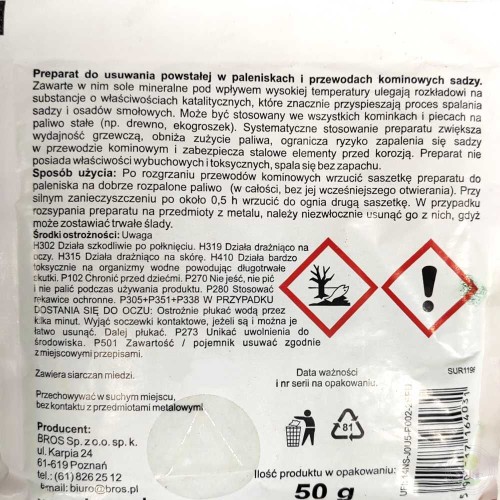 Preparat do usuwania powstałej w paleniskach i przewodach kominowych sadzy.
Zawarte w nim sole mineralne pod wpływem wysokiej temperatury ulegają rozkładowi na
substancje o właściwościach katalitycznych, które znacznie przyspieszają proces spalania
sadzy i osadów smołowych. Może być stosowany we wszystkich kominkach i piecach na
paliwo stałe (np. drewno, ekogroszek). Systematyczne stosowanie preparatu zwiększa
wydajność grzewczą, obniża zużycie paliwa, ogranicza ryzyko zapalenia się sadzy
w przewodzie kominowym i zabezpiecza stalowe elementy przed korozją. Preparat nie
posiada właściwości wybuchowych i toksycznych, spala się bez zapachu.
Sposób użycia: Po rozgrzaniu przewodów kominowych wrzucić saszetkę preparatu do
paleniska na dobrze rozpalone paliwo (w całości, bez jej wcześniejszego otwierania). Przy
silnym zanieczyszczeniu po około 0,5 h wrzucić do ognia drugą saszetkę. W przypadku
rozsypania preparatu na przedmioty z metalu, należy niezwłocznie usunąć go z nich, gdyż
może zostawiać trwałe ślady.
Środki ostrożności: Uwaga
H302 Działa szkodliwie po połknięciu. H319 Działa drażniąco na
oczy. H315 Działa drażniąco na skórę. H410 Działa bardzo
toksycznie na organizmy wodne powodując długotrwałe
skutki. P102 Chronić przed dziećmi. P270 Nie jeść, nie pić
i nie palić podczas używania produktu. P280 Stosować
rękawice ochronne. P305+P351+P338 W PRZYPADKU
DOSTANIA SIĘ DO OCZU: Ostrożnie płukać wodą przez
kilka minut. Wyjąć soczewki kontaktowe, jeżeli są i można je
łatwo usunąć. Dalej płukać. P273 Unikać uwolnienia do
środowiska. P501 Zawartość / pojemnik usuwać zgodnie
z miejscowymi przepisami.
Zawiera siarczan miedzi.
Przechowywać w suchym miejscu,
bez kontaktu z przedmiotami metalowymi
Producent:
BROS Sp. z o.o. sp. k.
ul. Karpia 24
61-619 Poznań
tel.: (61) 826 25 12
e-mail: biuro@bros.pl
Data ważności
i nr serii na opakowaniu.
81
Ilość produktu w opakowaniu:
50 g
SUR1196